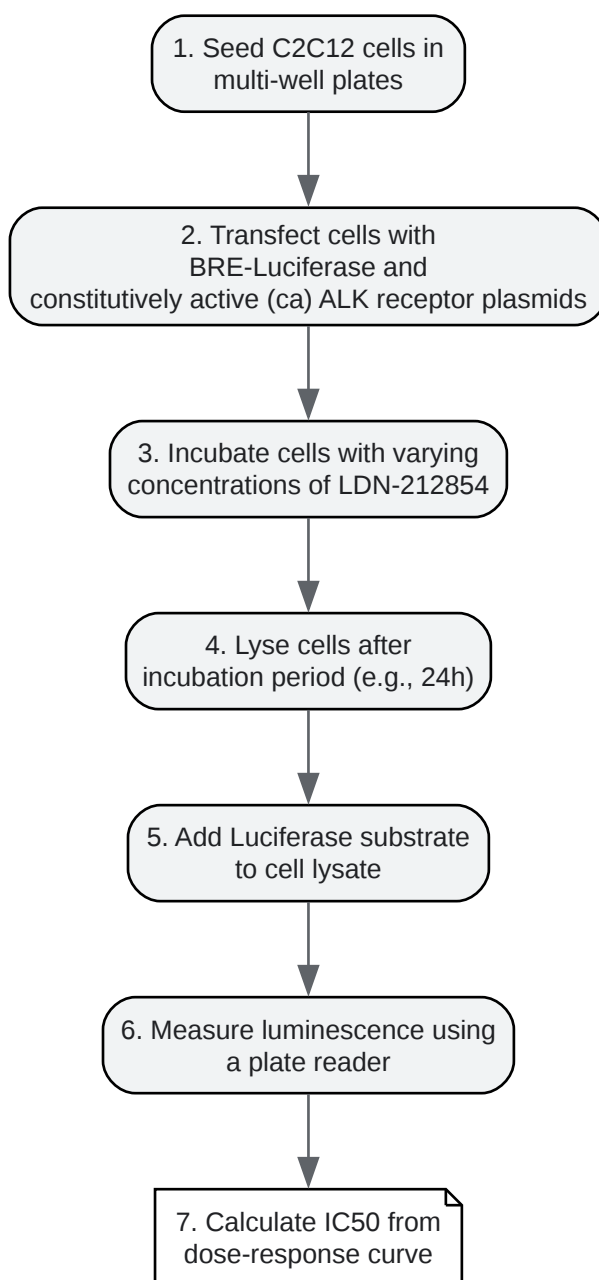 1. Seed C2C12 cells in
multi-well plates
2. Transfect cells with
BRE-Luciferase and
constitutively active (ca) ALK receptor plasmids
3. Incubate cells with varying
concentrations of LDN-212854
4. Lyse cells after
incubation period (e.g., 24h)
5. Add Luciferase substrate
to cell lysate
6. Measure luminescence using
a plate reader
7. Calculate IC50 from
dose-response curve